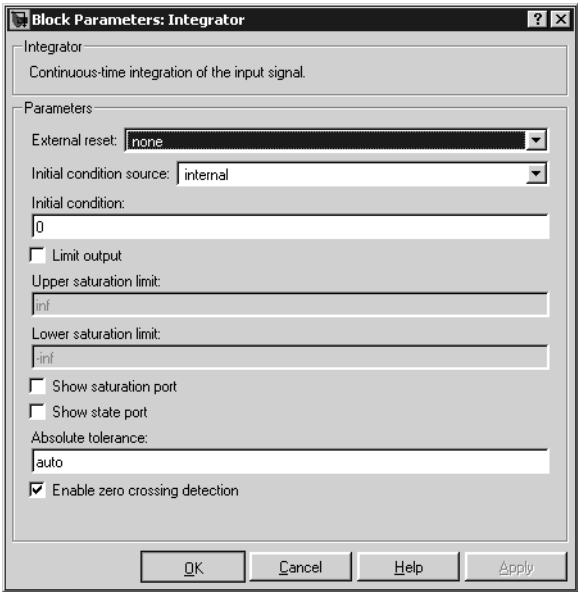 Block Parameters: Integrator
Integrator
Continuous-time integration of the input signal.
Parameters
External reset: none
Initial condition source: internal
Initial condition:
0
Limit output
Upper saturation limit:
inf
Lower saturation limit:
-inf
Show saturation port
Show state port
Absolute tolerance:
auto
Enable zero crossing detection
OK Cancel Help Apply